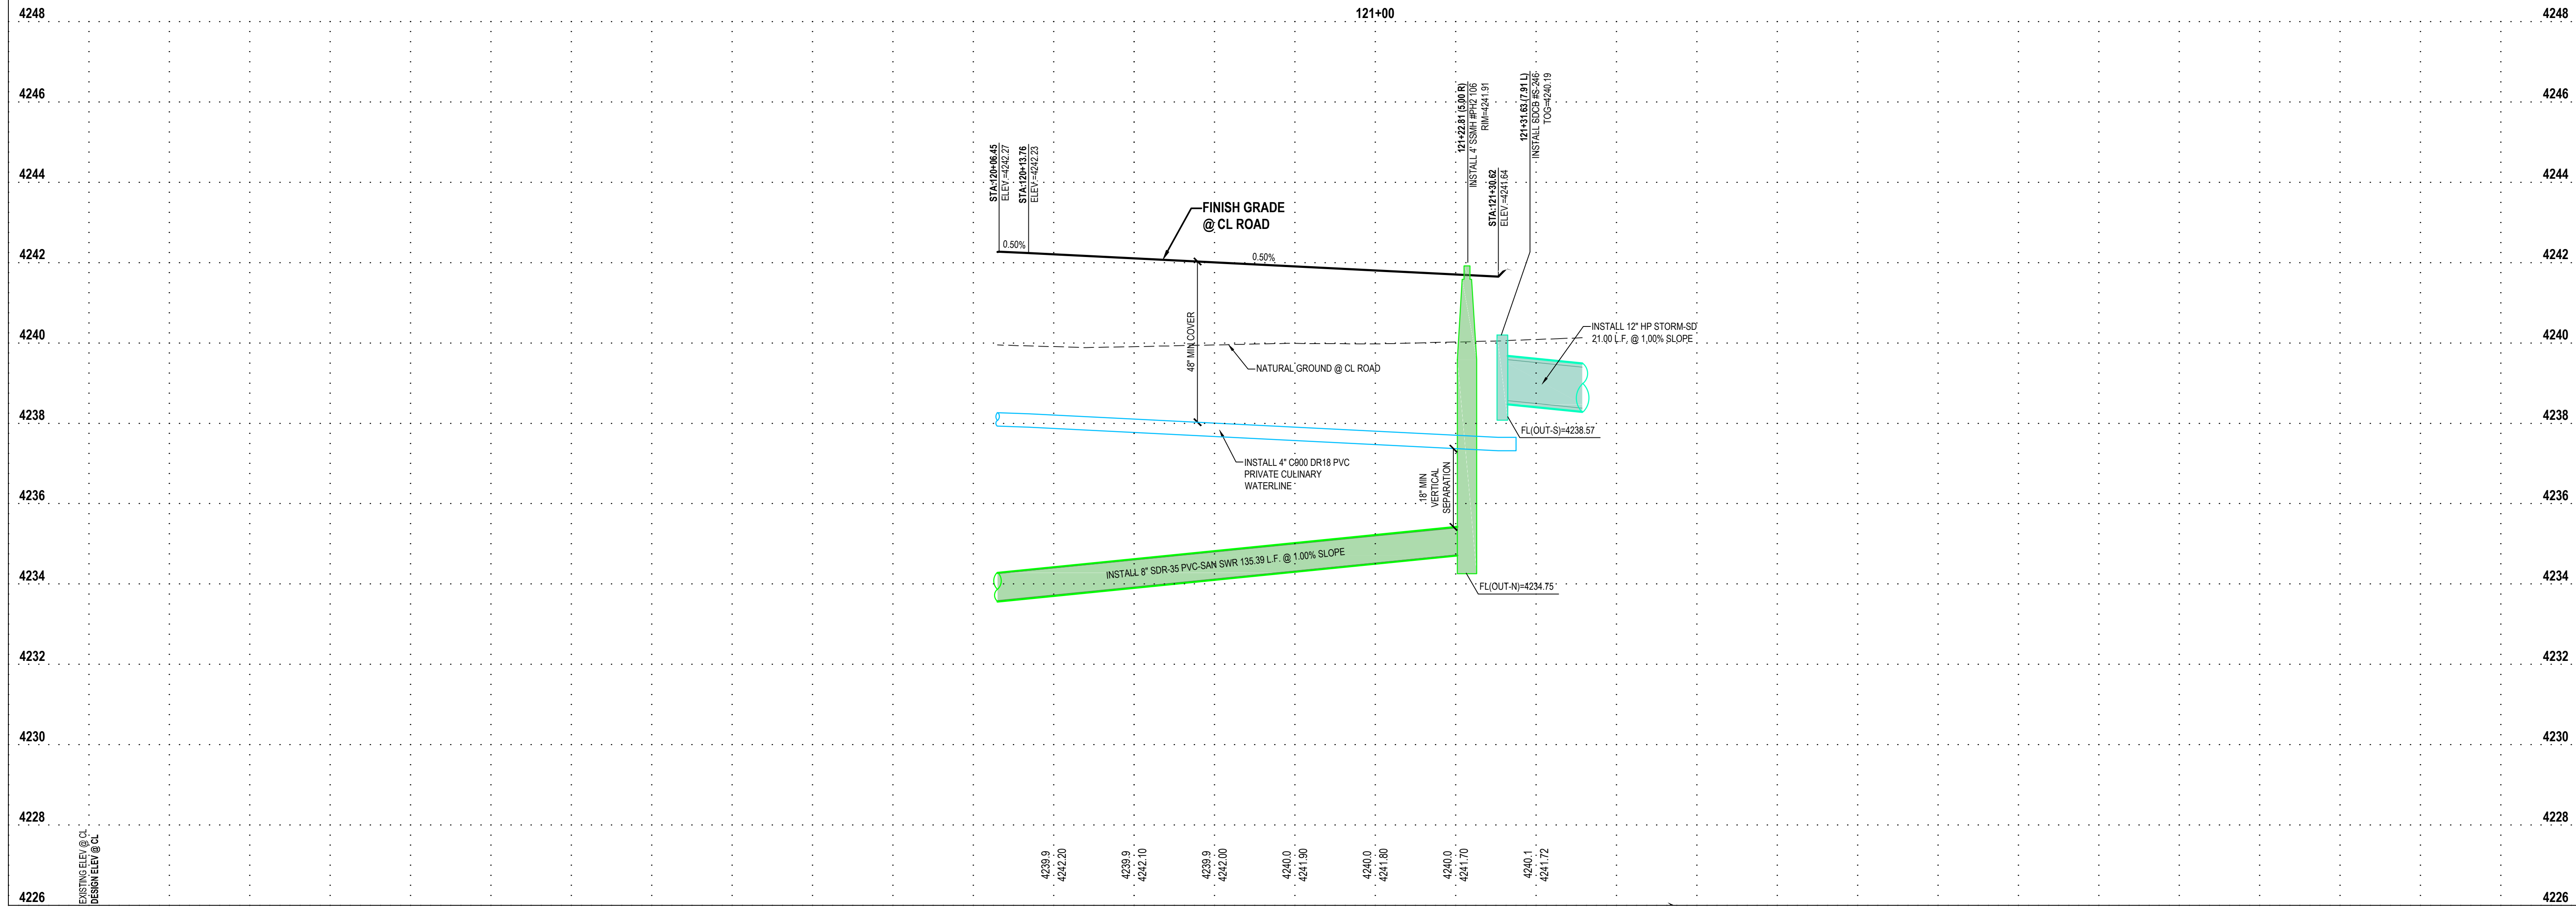 121+00
4248
4248
4246
4246
4244
4244
4242
4242
4240
4240
4238
4238
4236
4236
4234
4234
4232
4232
4230
4230
4228
4228
4226
4226
STA:120+06.45
ELEV.=4242.27
STA:120+13.76
ELEV.=4242.23
121+22.81 (5.00 R)
INSTALL 4' SSMH #PH2 106
RIM=4241.91
STA:121+30.62
ELEV.=4241.64
121+31.63 (7.91 L)
INSTALL SDCB #S-246
TOG=4240.19
FINISH GRADE
@ CL ROAD
0.50%
0.50%
48" MIN COVER
NATURAL GROUND @ CL ROAD
INSTALL 12" HP STORM-SD
21.00 L.F. @ 1.00% SLOPE
FL(OUT-S)=4238.57
INSTALL 4" C900 DR18 PVC
PRIVATE CULINARY
WATERLINE
18" MIN
VERTICAL
SEPARATION
INSTALL 8" SDR-35 PVC-SAN SWR 135.39 L.F. @ 1.00% SLOPE
FL(OUT-N)=4234.75
EXISTING ELEV @ CL
DESIGN ELEV @ CL
4239.9
4242.20
4239.9
4242.10
4239.9
4242.00
4240.0
4241.90
4240.0
4241.80
4240.0
4241.70
4240.1
4241.72